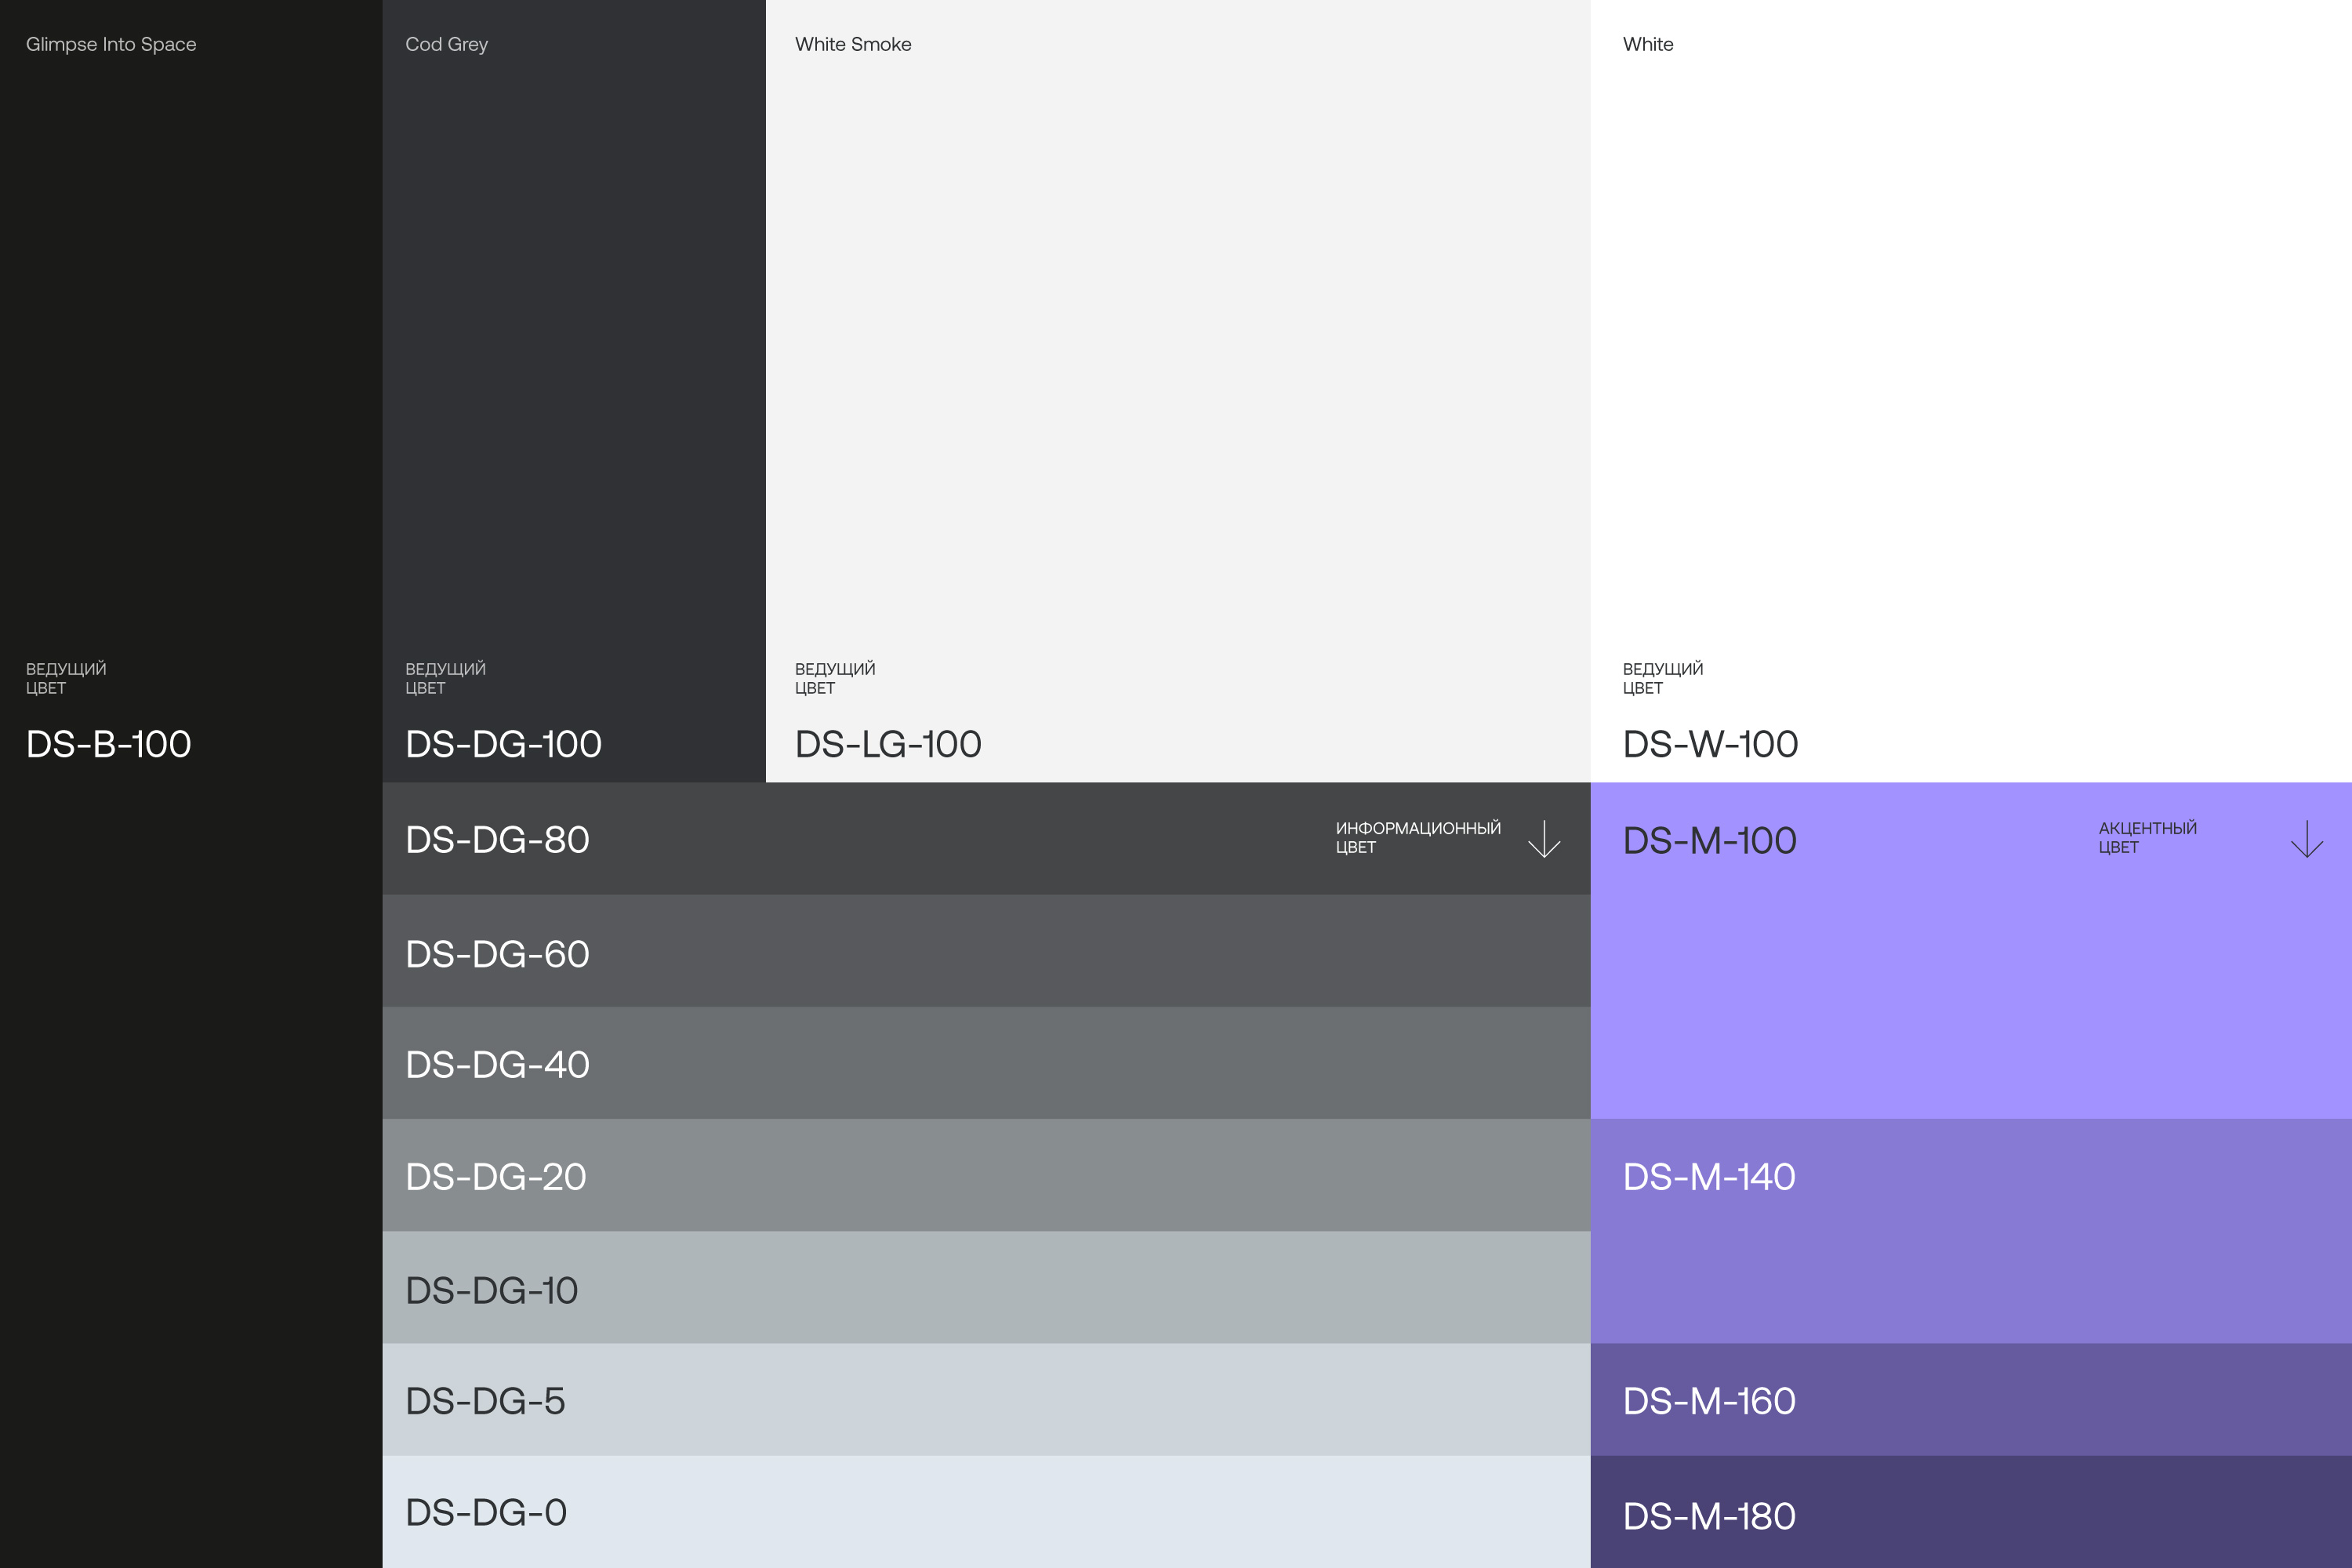 Glimpse Into Space
Cod Grey
White Smoke
White
ВЕДУЩИЙ
ЦВЕТ
DS-B-100
ВЕДУЩИЙ
ЦВЕТ
DS-DG-100
ВЕДУЩИЙ
ЦВЕТ
DS-LG-100
ВЕДУЩИЙ
ЦВЕТ
DS-W-100
DS-DG-80
ИНФОРМАЦИОННЫЙ
ЦВЕТ
DS-DG-60
DS-DG-40
DS-DG-20
DS-DG-10
DS-DG-5
DS-DG-0
DS-M-100
АКЦЕНТНЫЙ
ЦВЕТ
DS-M-140
DS-M-160
DS-M-180